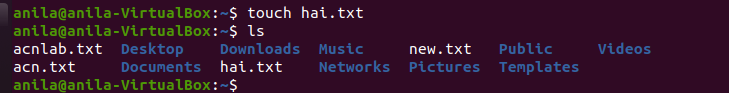 anila@anila-VirtualBox:~$ touch hai.txt
anila@anila-VirtualBox:~$ ls
acnlab.txt  Desktop    Downloads  Music     new.txt   Public     Videos
acn.txt     Documents  hai.txt    Networks  Pictures  Templates
anila@anila-VirtualBox:~$